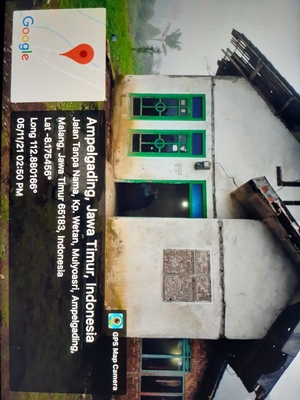 Google
GPS Map Camera
Ampelgading, Jawa Timur, Indonesia
Jalan Tanpa Nama, Kp. Wetan, Mulyoasri, Ampelgading,
Malang, Jawa Timur 65183, Indonesia
Lat -8.175456°
Long 112.880166°
05/11/21 02:50 PM